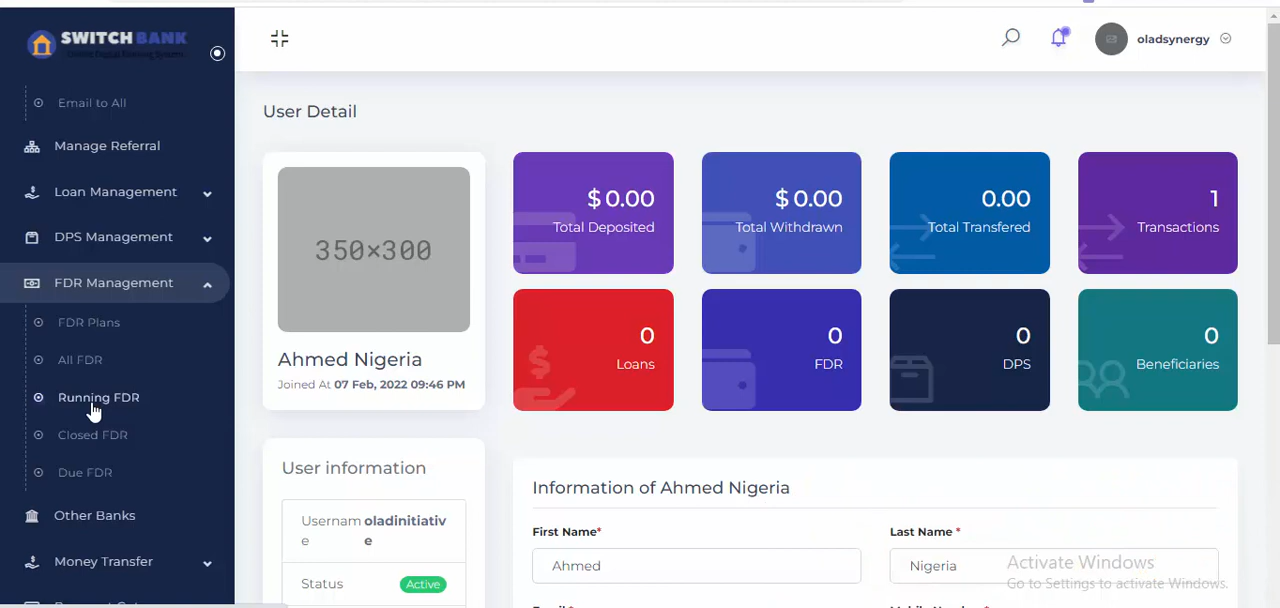 SWITCH BANK
oladsynergy
Email to All
Manage Referral
Loan Management
DPS Management
FDR Management
FDR Plans
All FDR
Running FDR
Closed FDR
Due FDR
Other Banks
Money Transfer
User Detail
350×300
Ahmed Nigeria
Joined At 07 Feb, 2022 09:46 PM
$ 0.00
Total Deposited
$ 0.00
Total Withdrawn
0.00
Total Transfered
1
Transactions
0
Loans
0
FDR
0
DPS
0
Beneficiaries
User information
Usernam
e
oladinitiativ
e
Status
Active
Information of Ahmed Nigeria
First Name*
Ahmed
Last Name *
Nigeria
Activate Windows
Go to Settings to activate Windows.